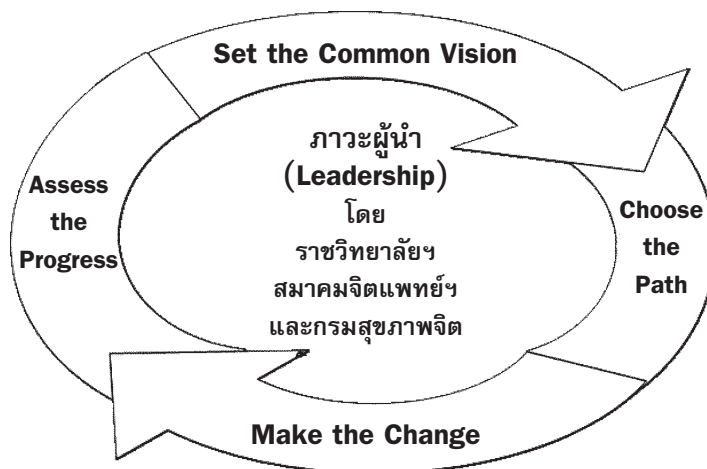 Set the Common Vision
ภาวะผู้นำ
(Leadership)
โดย
ราชวิทยาลัยฯ
สมาคมจิตแพทย์ฯ
และกรมสุขภาพจิต
Choose
the
Path
Make the Change
Assess
the
Progress